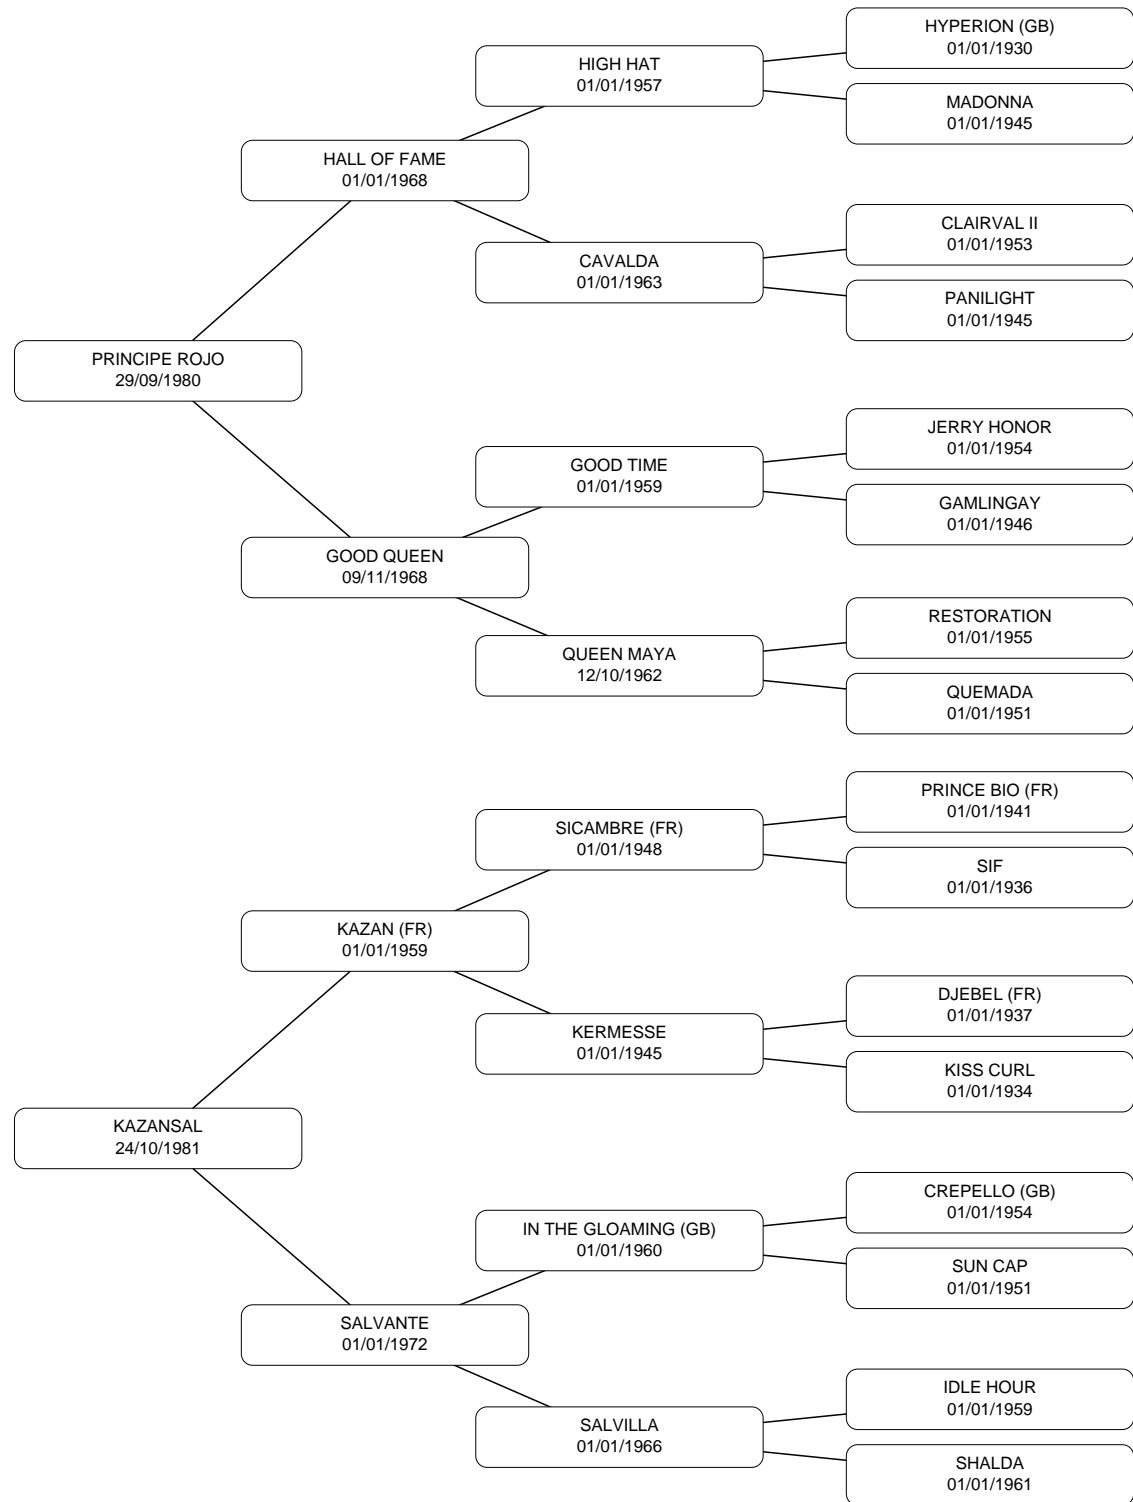 HYPERION (GB)
01/01/1930
HIGH HAT
01/01/1957
MADONNA
01/01/1945
HALL OF FAME
01/01/1968
CLAIRVAL II
01/01/1953
CAVALDA
01/01/1963
PANILIGHT
01/01/1945
PRINCIPE ROJO
29/09/1980
JERRY HONOR
01/01/1954
GOOD TIME
01/01/1959
GAMLINGAY
01/01/1946
GOOD QUEEN
09/11/1968
RESTORATION
01/01/1955
QUEEN MAYA
12/10/1962
QUEMADA
01/01/1951
PRINCE BIO (FR)
01/01/1941
SICAMBRE (FR)
01/01/1948
SIF
01/01/1936
KAZAN (FR)
01/01/1959
DJEBEL (FR)
01/01/1937
KERMESSE
01/01/1945
KISS CURL
01/01/1934
KAZANSAL
24/10/1981
CREPELLO (GB)
01/01/1954
IN THE GLOAMING (GB)
01/01/1960
SUN CAP
01/01/1951
SALVANTE
01/01/1972
IDLE HOUR
01/01/1959
SALVILLA
01/01/1966
SHALDA
01/01/1961